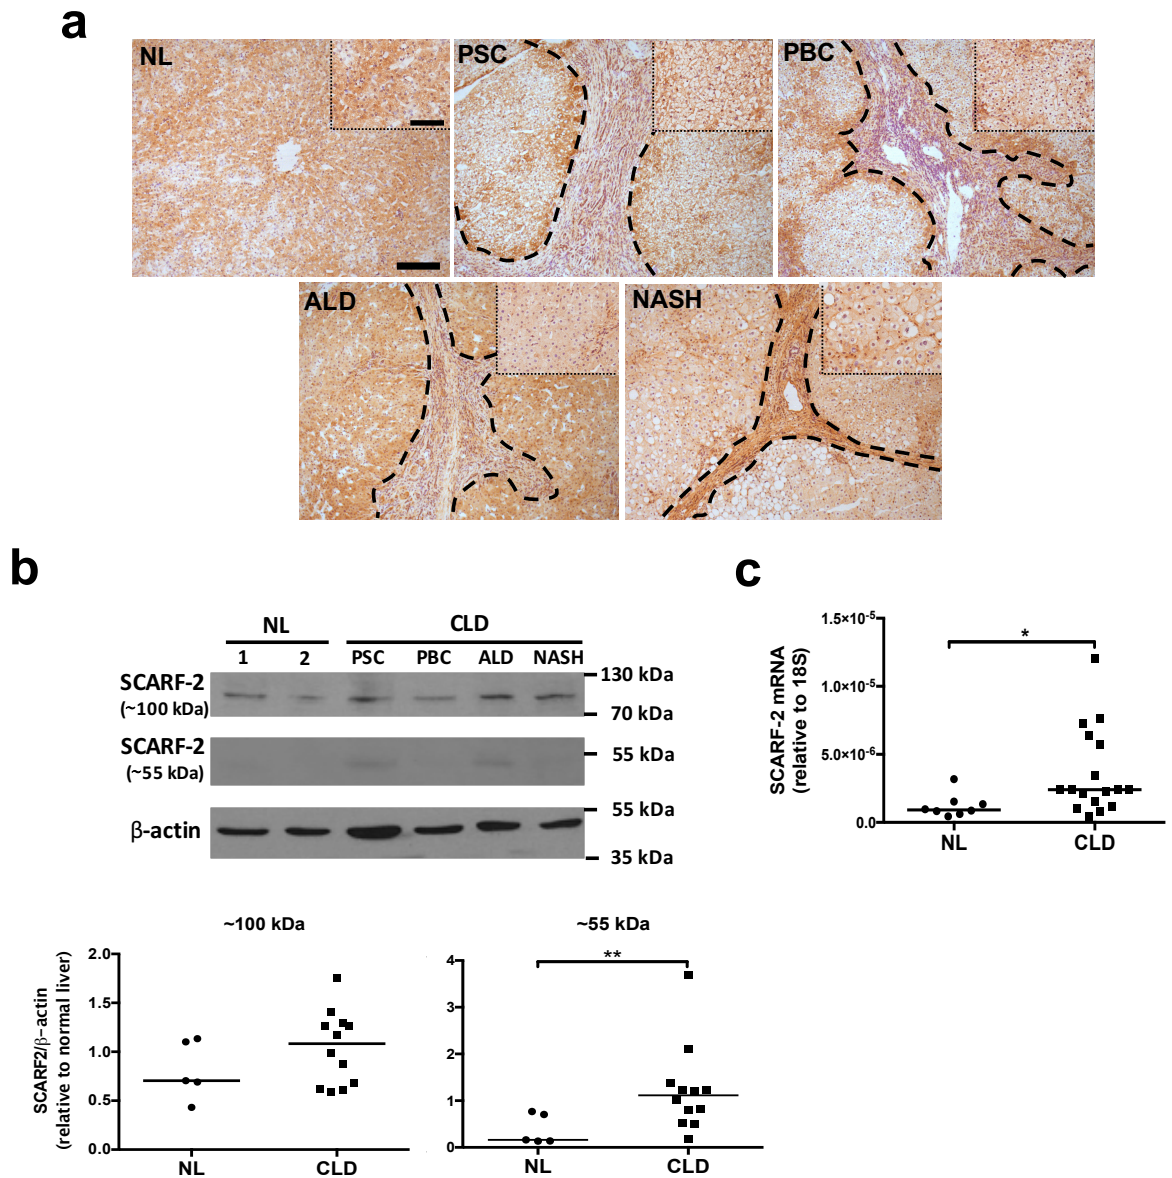 a
NL
PSC
PBC
ALD
NASH
b
NL CLD
1 2 PSC PBC ALD NASH
SCARF-2
(~100 kDa)
130 kDa
70 kDa
SCARF-2
(~55 kDa)
55 kDa
β-actin
55 kDa
35 kDa
~100 kDa
SCARF2/β-actin
(relative to normal liver)
2.0
1.5
1.0
0.5
0.0
NL CLD
~55 kDa
**
4
3
2
1
0
NL CLD
c
SCARF-2 mRNA
(relative to 18S)
1.5×10⁻⁵
1.0×10⁻⁵
5.0×10⁻⁶
0.0
*
NL CLD